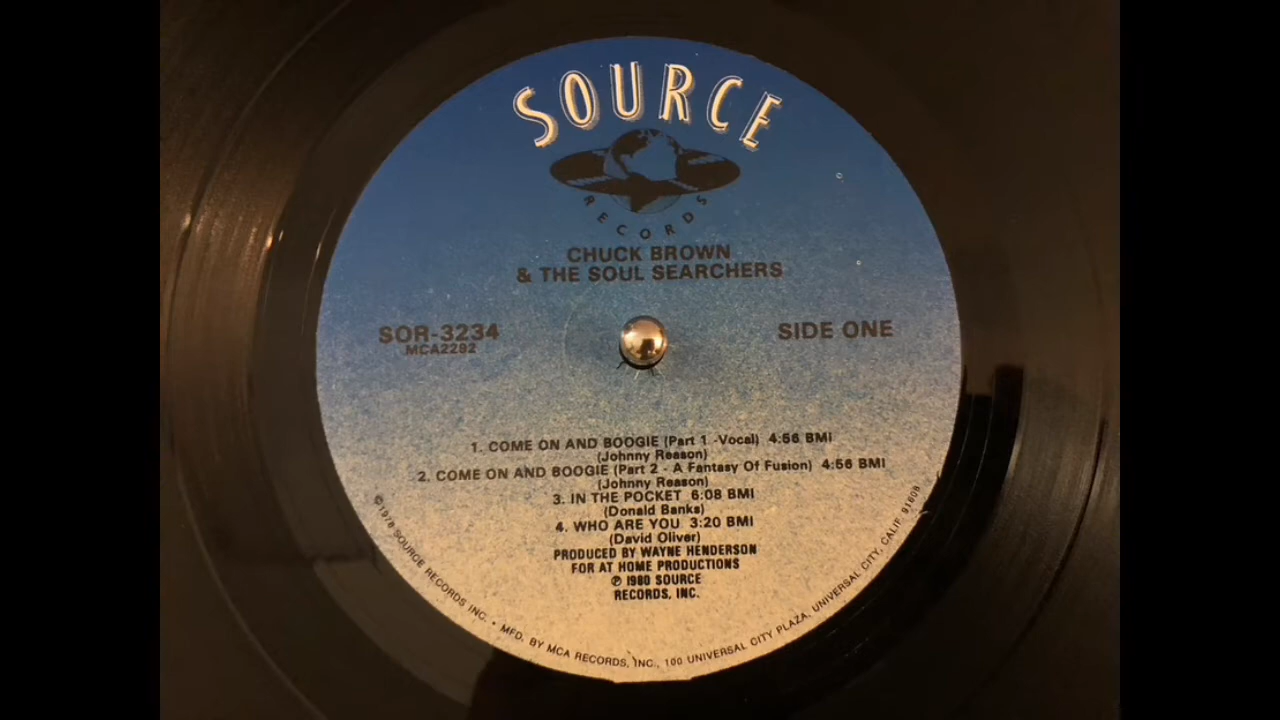 SOURCE
RECORDS
CHUCK BROWN
& THE SOUL SEARCHERS
SOR-3234
MCA2292
SIDE ONE
1. COME ON AND BOOGIE (Part 1 -Vocal) 4:56 BMI
(Johnny Reason)
2. COME ON AND BOOGIE (Part 2 - A Fantasy Of Fusion) 4:56 BMI
(Johnny Reason)
3. IN THE POCKET 6:08 BMI
(Donald Banks)
4. WHO ARE YOU 3:20 BMI
(David Oliver)
PRODUCED BY WAYNE HENDERSON
FOR AT HOME PRODUCTIONS
℗ 1980 SOURCE
RECORDS, INC.
©1978 SOURCE RECORDS INC. • MFD. BY MCA RECORDS, INC., 100 UNIVERSAL CITY PLAZA, UNIVERSAL CITY, CALIF. 91608